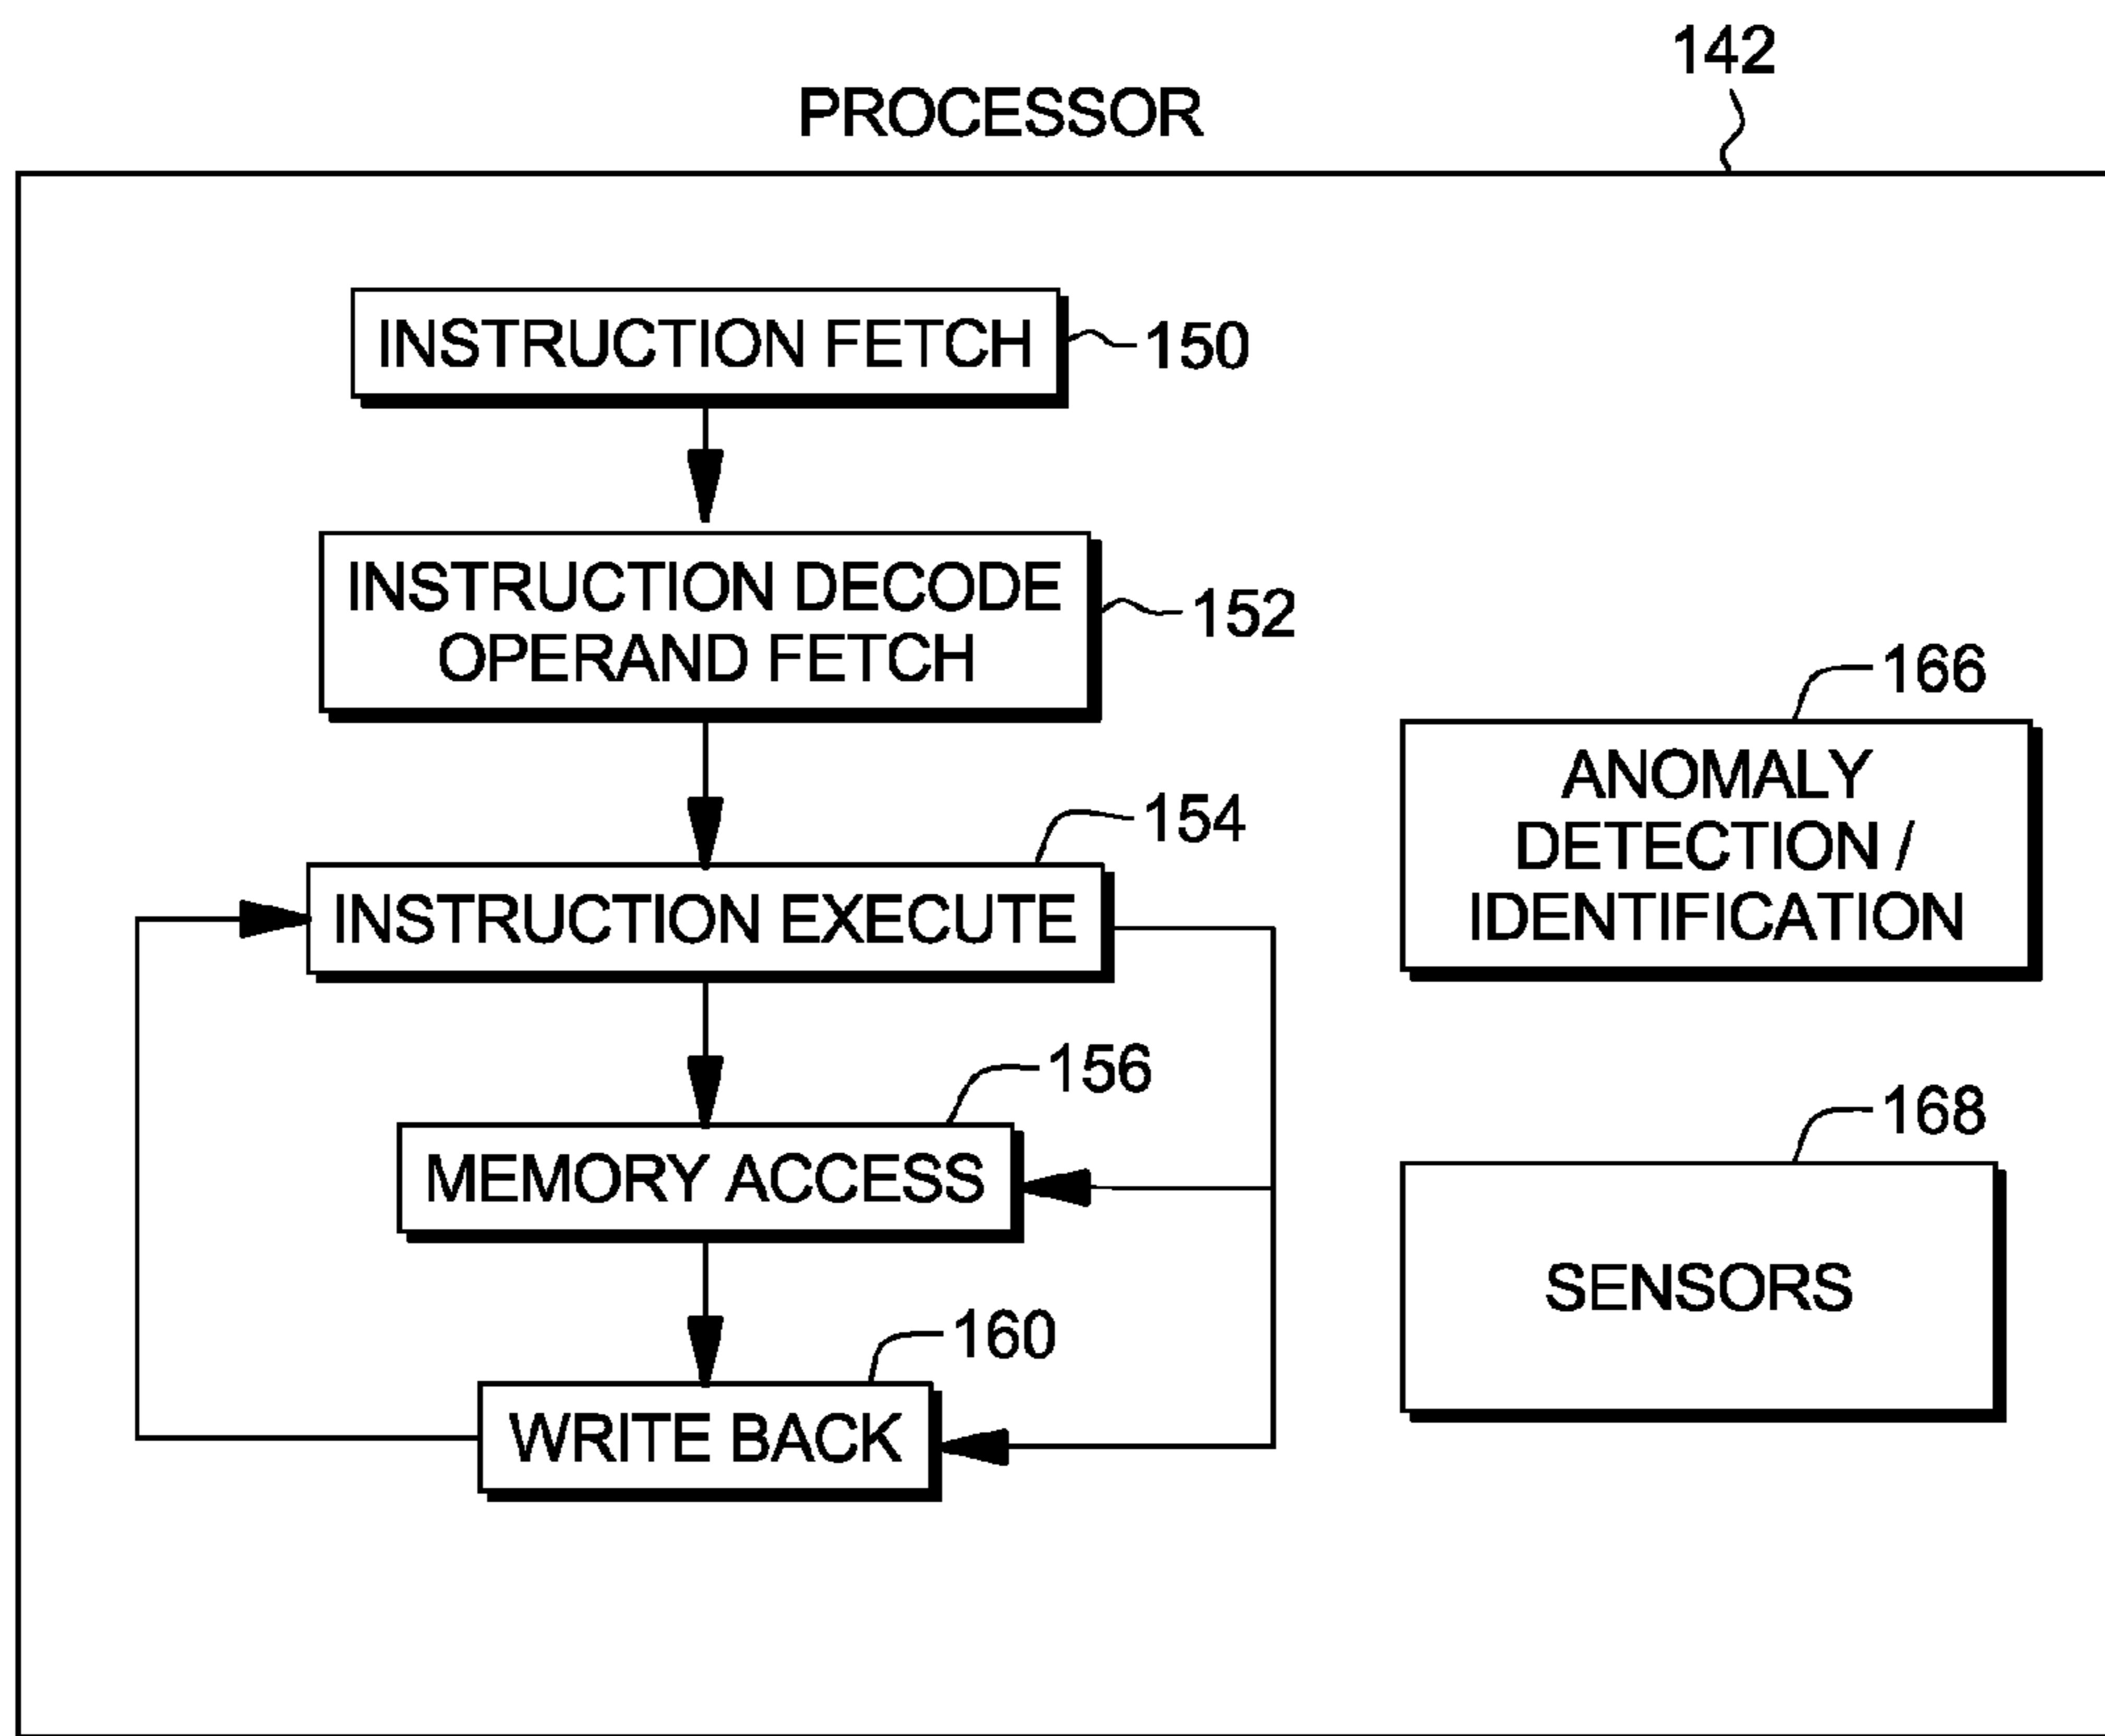 142
PROCESSOR
INSTRUCTION FETCH
150
INSTRUCTION DECODE
OPERAND FETCH
152
154
INSTRUCTION EXECUTE
156
MEMORY ACCESS
160
WRITE BACK
166
ANOMALY
DETECTION /
IDENTIFICATION
168
SENSORS